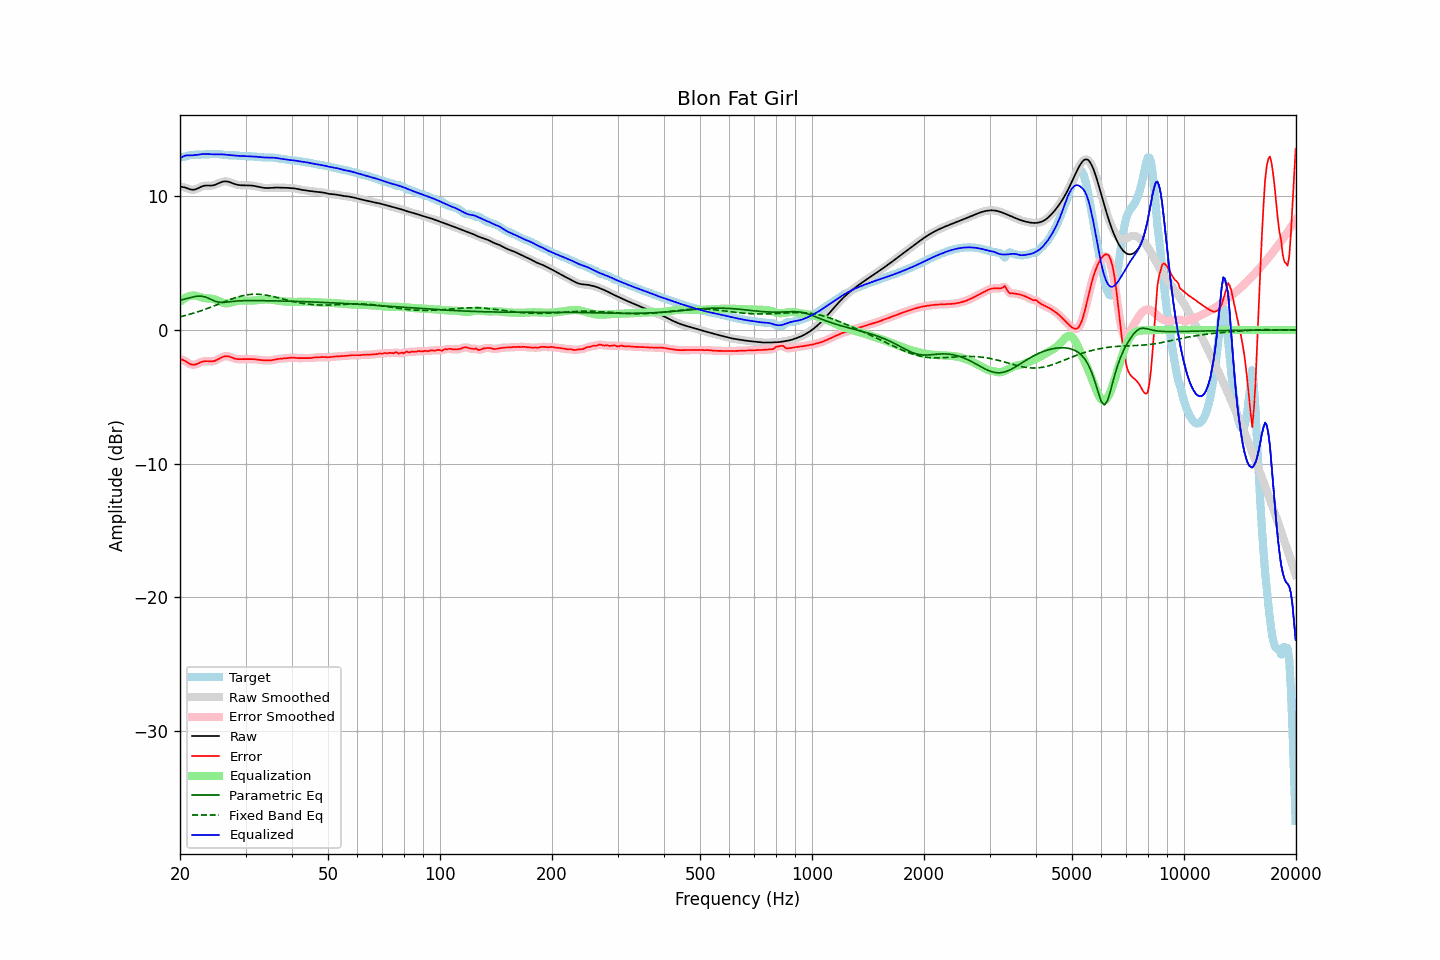 Blon Fat Girl
10
0
−10
−20
−30
Amplitude (dBr)
Target
Raw Smoothed
Error Smoothed
Raw
Error
Equalization
Parametric Eq
Fixed Band Eq
Equalized
20 50 100 200 500 1000 2000 5000 10000 20000
Frequency (Hz)